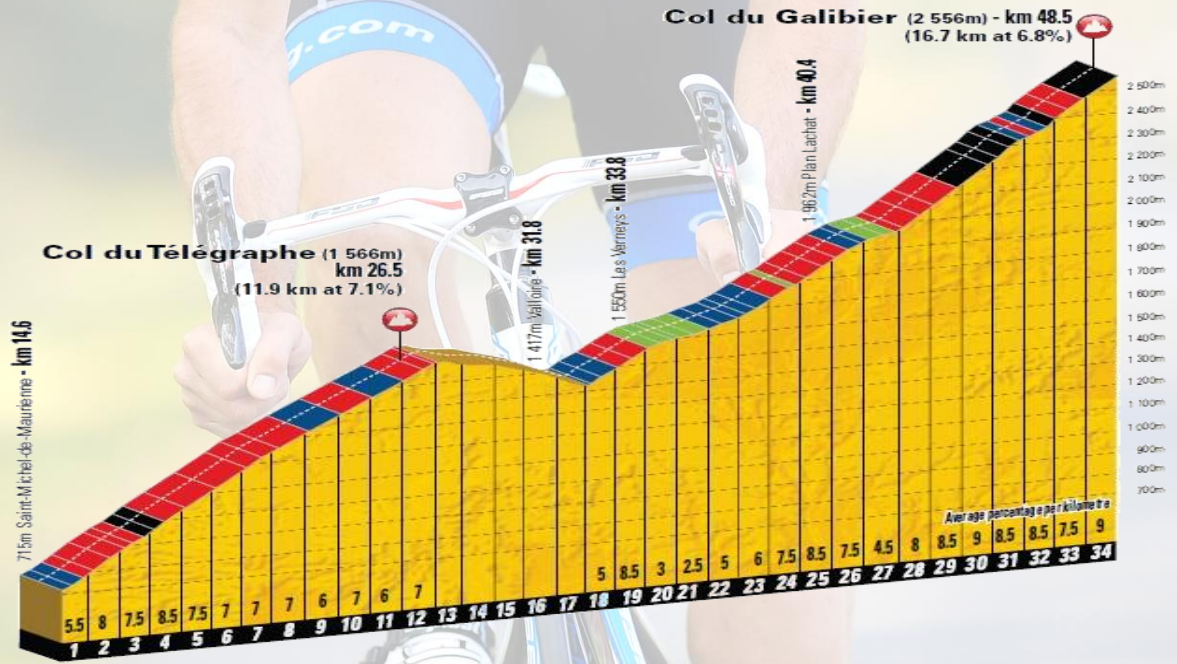 g.com
Col du Galibier (2 556m) - km 48.5
(16.7 km at 6.8%)
1 962m Plan Lachat - km 40.4
1 550m Les Verneys - km 33.8
1 417m Valloire - km 31.8
Col du Télégraphe (1 566m)
km 26.5
(11.9 km at 7.1%)
715m Saint-Michel-de-Maurienne - km 14.6
FSA
FSA
2 500m
2 400m
2 300m
2 200m
2 100m
2 000m
1 900m
1 800m
1 700m
1 600m
1 500m
1 400m
1 300m
1 200m
1 100m
1 000m
900m
800m
700m
Average percentage per kilometre
5.5 8 7.5 8.5 7.5 7 7 7 6 7 6 7 5 8.5 3 2.5 5 6 7.5 8.5 7.5 4.5 8 8.5 9 8.5 8.5 7.5 9
1 2 3 4 5 6 7 8 9 10 11 12 13 14 15 16 17 18 19 20 21 22 23 24 25 26 27 28 29 30 31 32 33 34